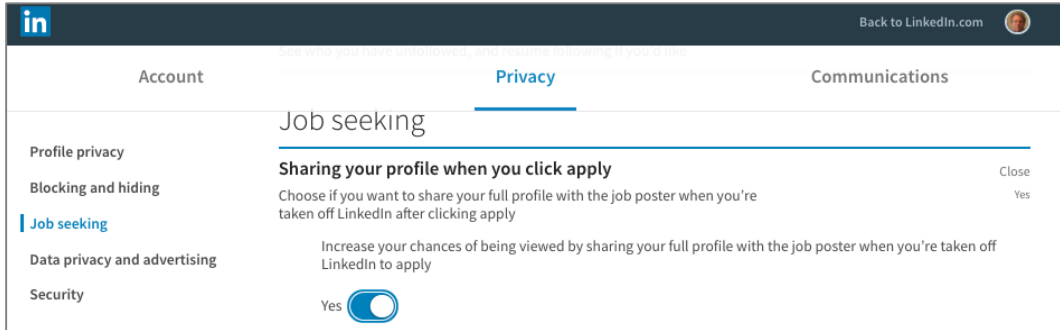 in
Back to LinkedIn.com
See who you have unfollowed, and resume following if you'd like
Account
Privacy
Communications
Job seeking
Profile privacy
Blocking and hiding
Job seeking
Data privacy and advertising
Security
Sharing your profile when you click apply
Close
Choose if you want to share your full profile with the job poster when you're
Yes
taken off LinkedIn after clicking apply
Increase your chances of being viewed by sharing your full profile with the job poster when you're taken off
LinkedIn to apply
Yes